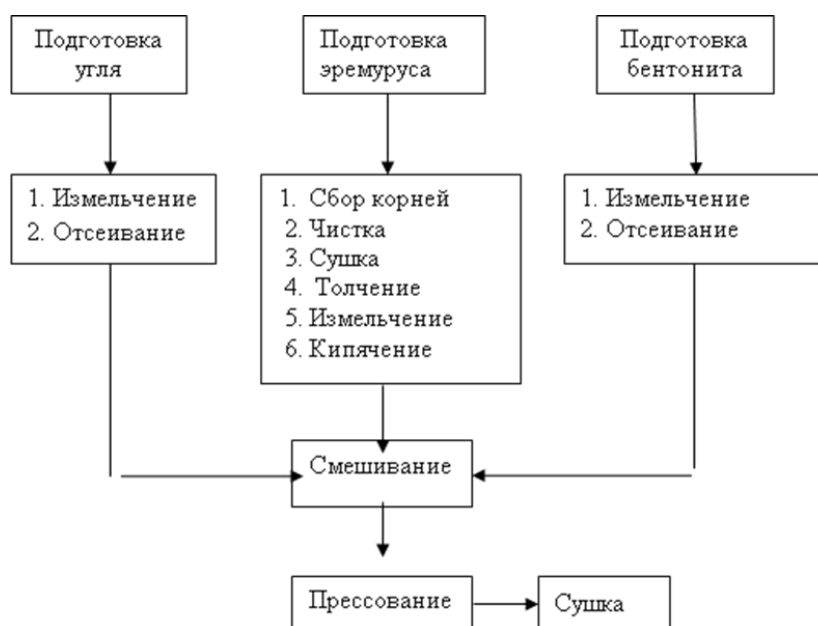 Подготовка
угля
Подготовка
эремуруса
Подготовка
бентонита
1. Измельчение
2. Отсеивание
1. Сбор корней
2. Чистка
3. Сушка
4. Толчение
5. Измельчение
6. Кипячение
1. Измельчение
2. Отсеивание
Смешивание
Прессование
Сушка